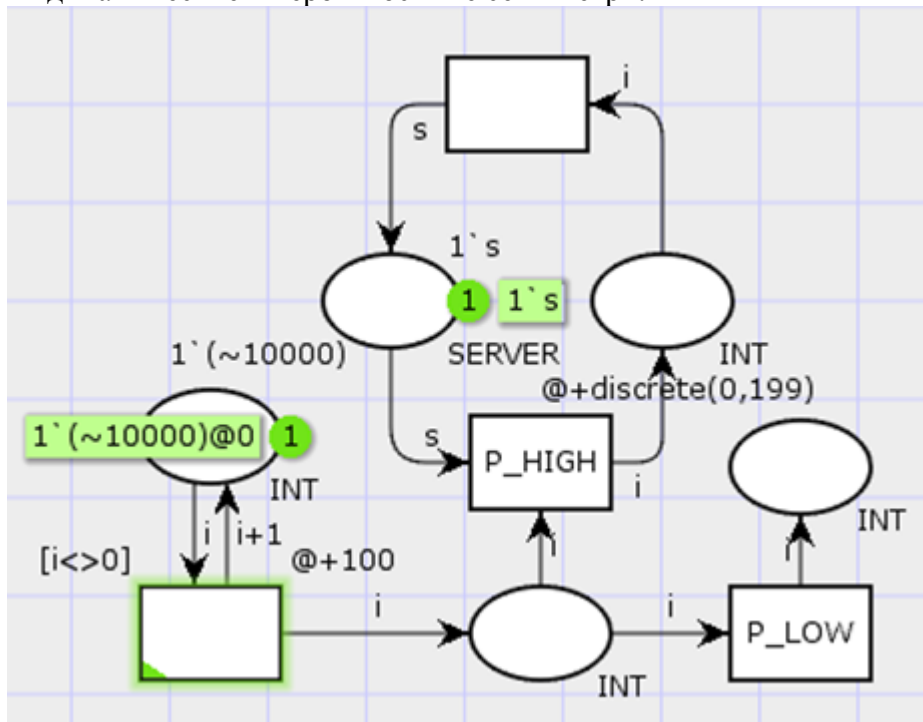 i
s
1`s
1
1`s
SERVER
INT
1`(~10000)
@+discrete(0,199)
1`(~10000)@0
1
INT
s
P_HIGH
i
INT
[i<>0]
i
i+1
@+100
i
i
i
i
P_LOW
INT